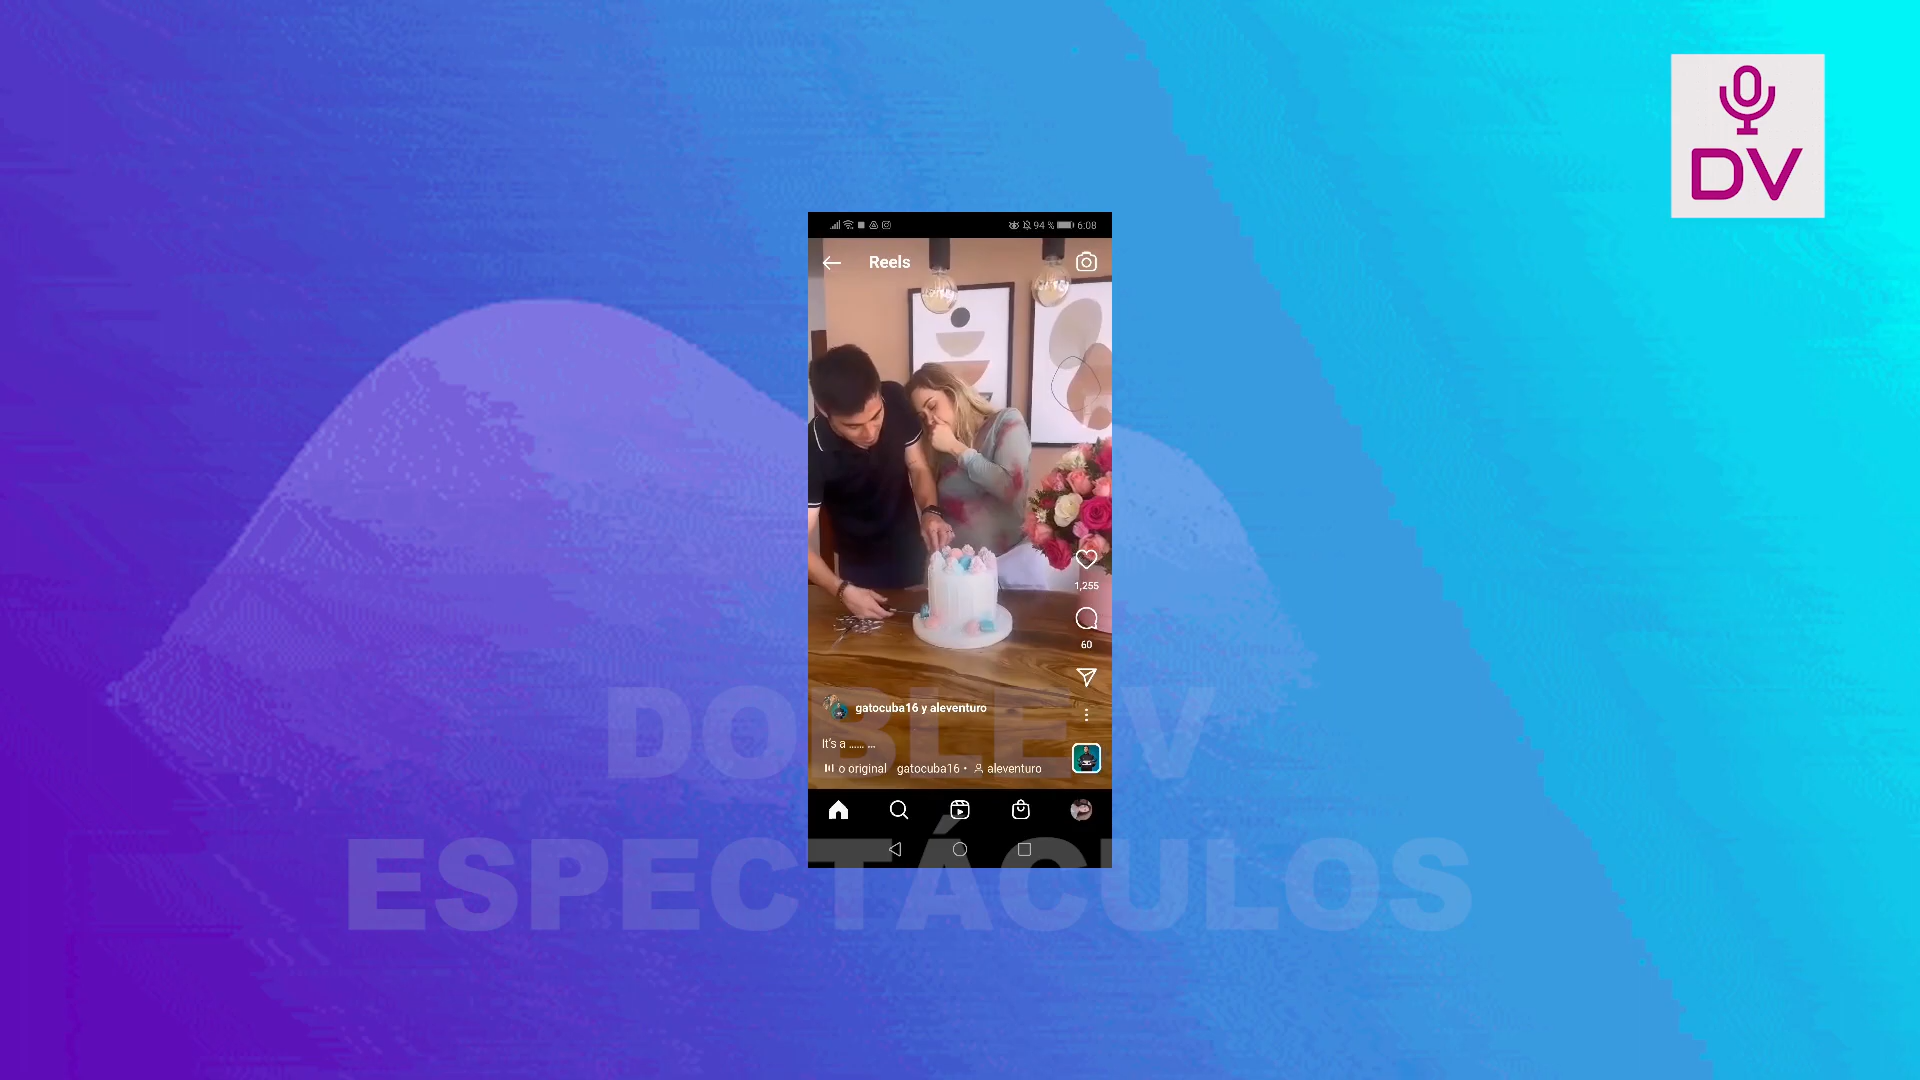 DV
94 % 6:08
Reels
1,255
60
gatocuba16 y aleventuro
It's a ...... ...
o original gatocuba16 • aleventuro
DOBLE V
ESPECTÁCULOS